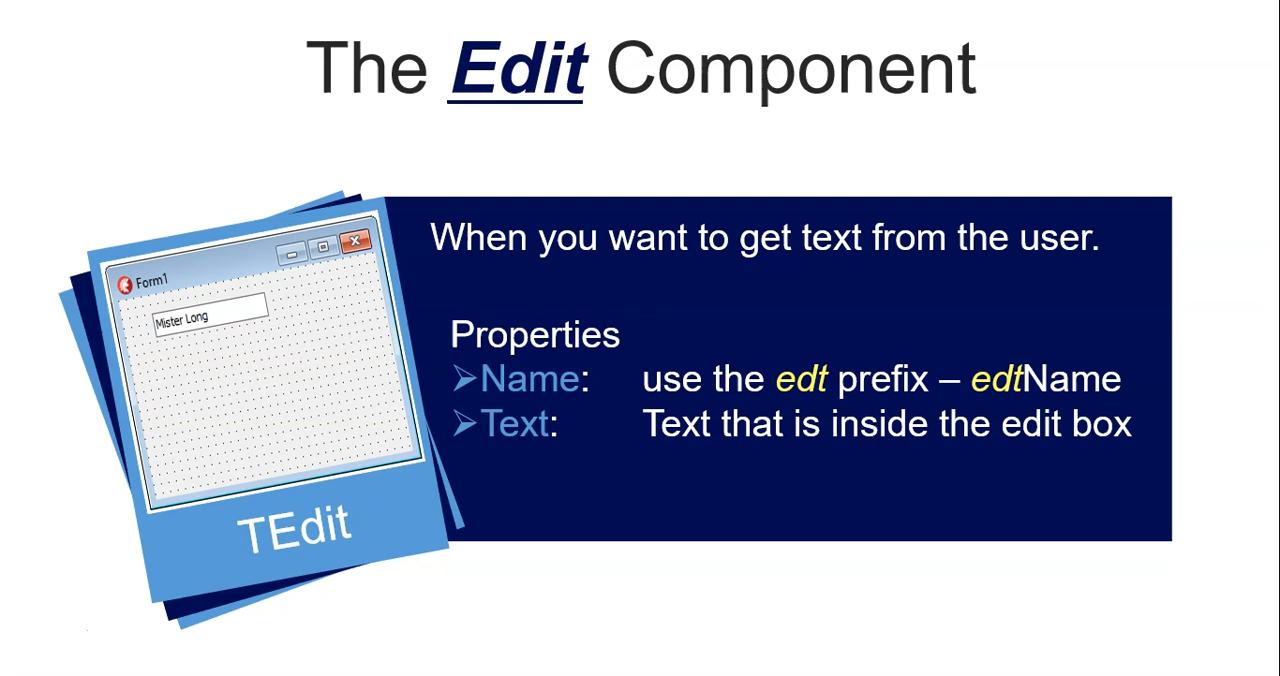 The Edit Component
When you want to get text from the user.
Form1
Mister Long
Properties
➢Name: use the edt prefix – edtName
➢Text: Text that is inside the edit box
TEdit